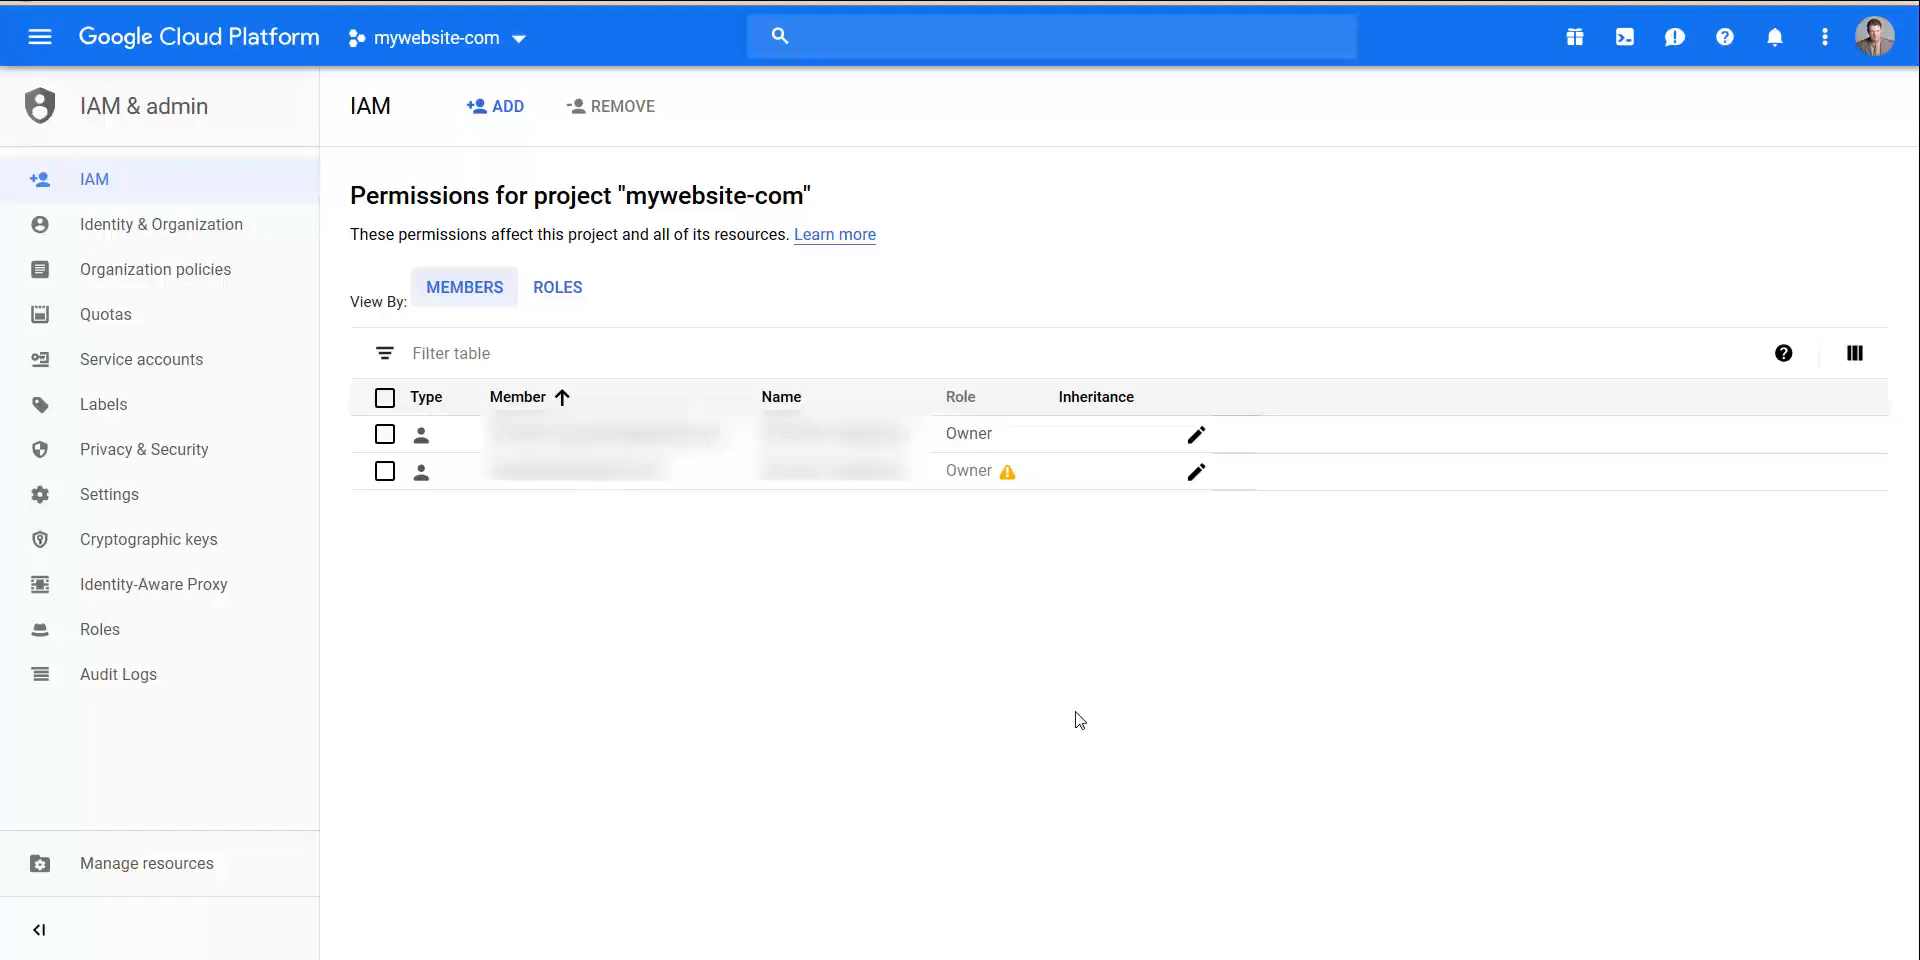 Google Cloud Platform
mywebsite-com
IAM & admin
IAM
ADD
REMOVE
IAM
Identity & Organization
Organization policies
Quotas
Service accounts
Labels
Privacy & Security
Settings
Cryptographic keys
Identity-Aware Proxy
Roles
Audit Logs
Manage resources
Permissions for project "mywebsite-com"
These permissions affect this project and all of its resources. Learn more
View By: MEMBERS ROLES
Filter table
Type Member Name Role Inheritance
Owner
Owner